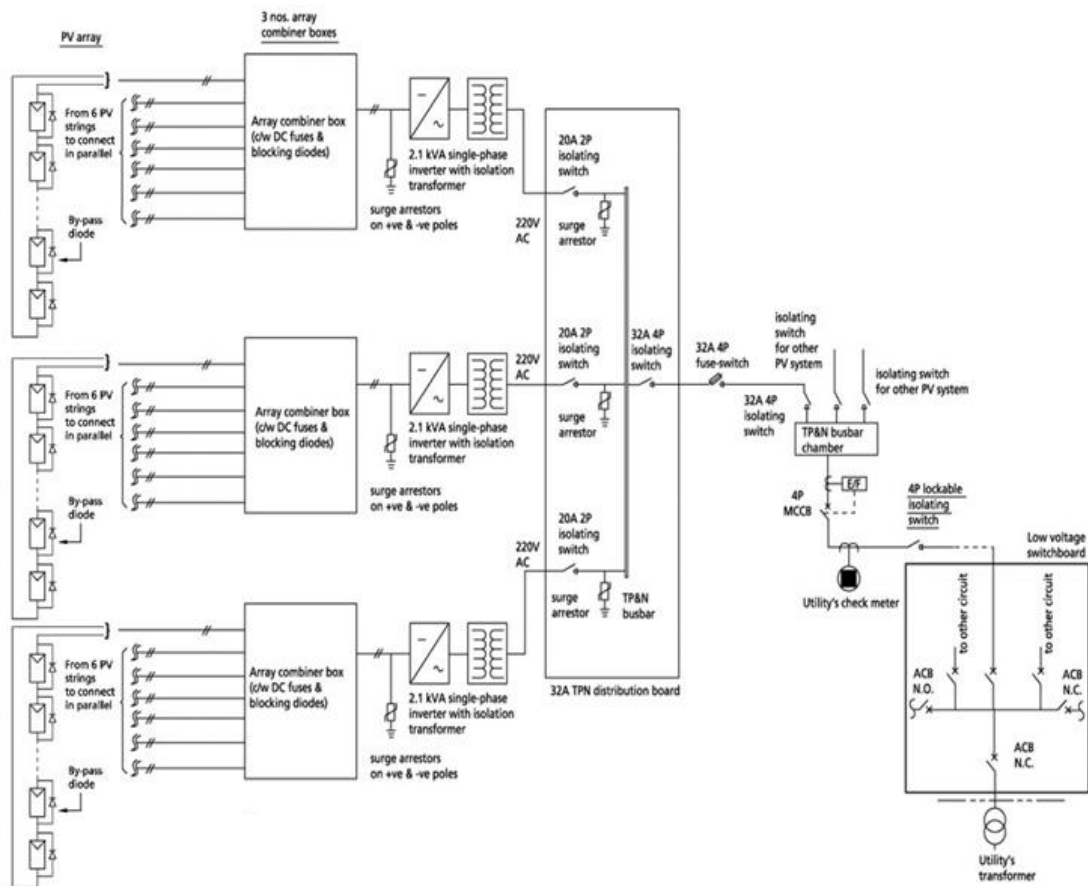 PV array
3 nos. array
combiner boxes
From 6 PV
strings
to connect
in parallel
By-pass
diode
Array combiner box
(c/w DC fuses &
blocking diodes)
2.1 kVA single-phase
inverter with isolation
transformer
surge arrestors
on +ve & -ve poles
220V
AC
20A 2P
isolating
switch
surge
arrestor
From 6 PV
strings
to connect
in parallel
By-pass
diode
Array combiner box
(c/w DC fuses &
blocking diodes)
2.1 kVA single-phase
inverter with isolation
transformer
surge arrestors
on +ve & -ve poles
220V
AC
20A 2P
isolating
switch
surge
arrestor
32A 4P
isolating
switch
32A 4P
fuse-switch
isolating
switch
for other
PV system
isolating switch
for other PV system
32A 4P
isolating
switch
TP&N busbar
chamber
E/F
4P
MCCB
4P lockable
isolating
switch
Utility's check meter
From 6 PV
strings
to connect
in parallel
By-pass
diode
Array combiner box
(c/w DC fuses &
blocking diodes)
2.1 kVA single-phase
inverter with isolation
transformer
surge arrestors
on +ve & -ve poles
220V
AC
20A 2P
isolating
switch
surge
arrestor
TP&N
busbar
32A TPN distribution board
Low voltage
switchboard
to other circuit
to other circuit
ACB
N.O.
ACB
N.C.
ACB
N.C.
Utility's
transformer